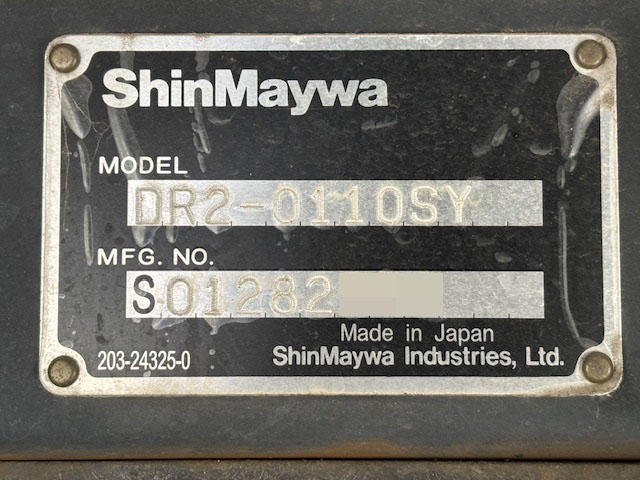 ShinMaywa
MODEL
DR2-0110SY
MFG. NO.
S01282
Made in Japan
203-24325-0
ShinMaywa Industries, Ltd.